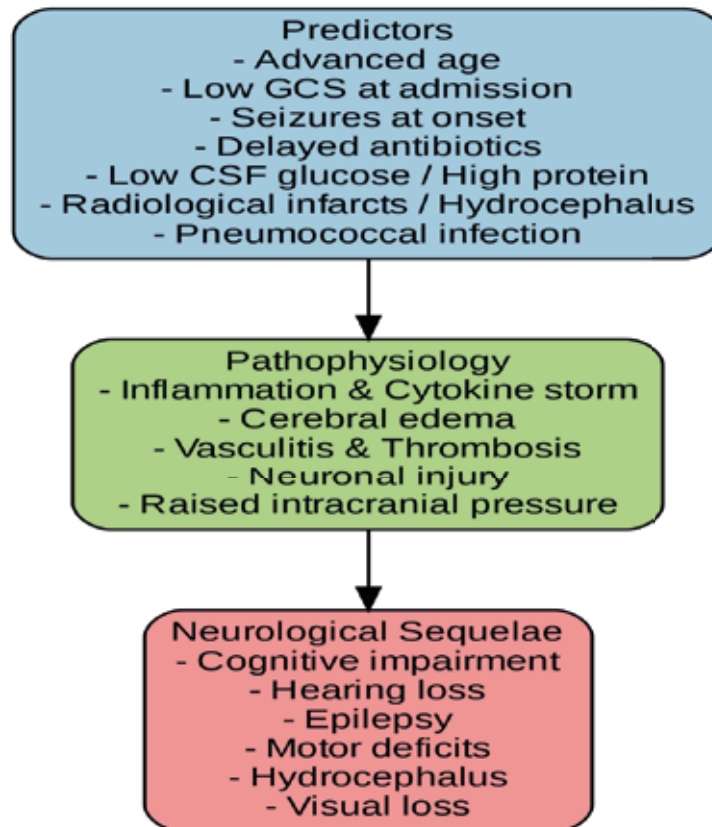 Predictors
- Advanced age
- Low GCS at admission
- Seizures at onset
- Delayed antibiotics
- Low CSF glucose / High protein
- Radiological infarcts / Hydrocephalus
- Pneumococcal infection
Pathophysiology
- Inflammation & Cytokine storm
- Cerebral edema
- Vasculitis & Thrombosis
- Neuronal injury
- Raised intracranial pressure
Neurological Sequelae
- Cognitive impairment
- Hearing loss
- Epilepsy
- Motor deficits
- Hydrocephalus
- Visual loss